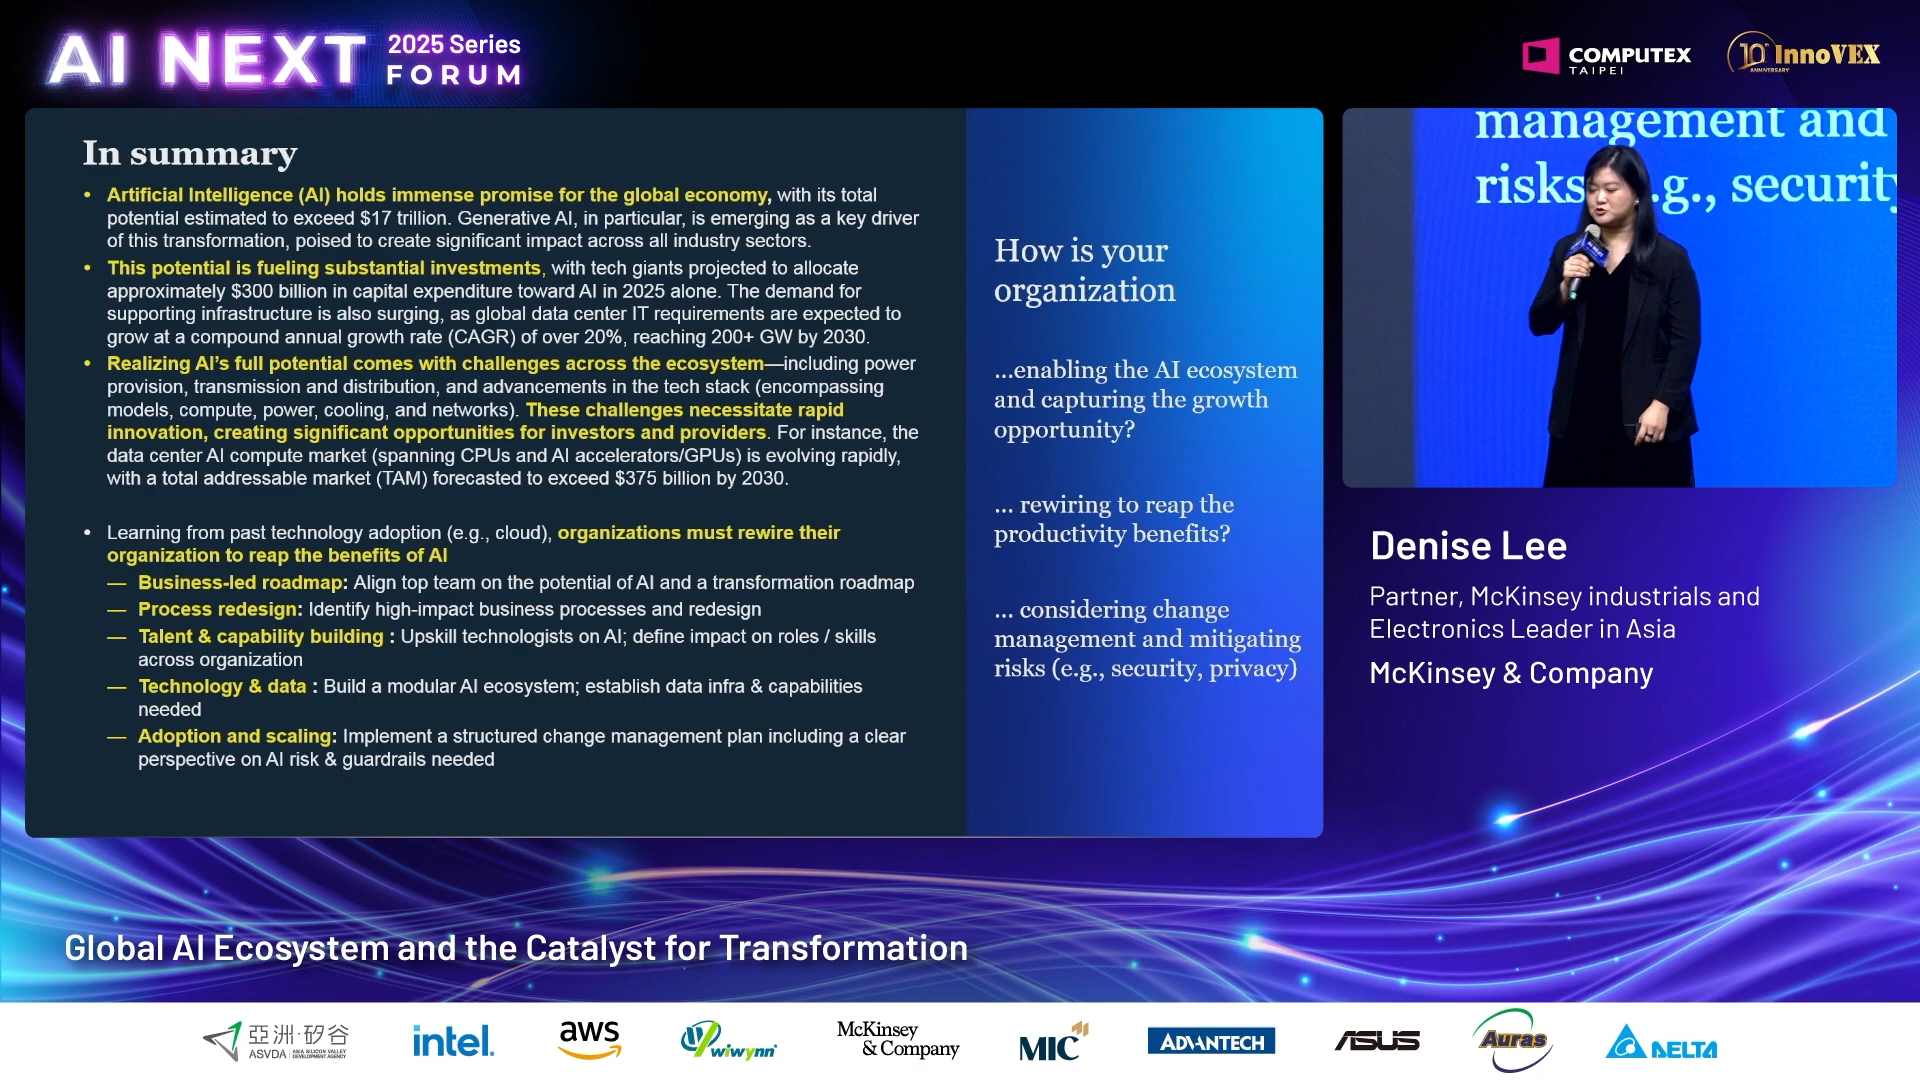 AI NEXT
2025 Series
FORUM
COMPUTEX
TAIPEI
10th
ANNIVERSARY
InnoVEX
In summary
• Artificial Intelligence (AI) holds immense promise for the global economy, with its total
potential estimated to exceed $17 trillion. Generative AI, in particular, is emerging as a key driver
of this transformation, poised to create significant impact across all industry sectors.
• This potential is fueling substantial investments, with tech giants projected to allocate
approximately $300 billion in capital expenditure toward AI in 2025 alone. The demand for
supporting infrastructure is also surging, as global data center IT requirements are expected to
grow at a compound annual growth rate (CAGR) of over 20%, reaching 200+ GW by 2030.
• Realizing AI’s full potential comes with challenges across the ecosystem—including power
provision, transmission and distribution, and advancements in the tech stack (encompassing
models, compute, power, cooling, and networks). These challenges necessitate rapid
innovation, creating significant opportunities for investors and providers. For instance, the
data center AI compute market (spanning CPUs and AI accelerators/GPUs) is evolving rapidly,
with a total addressable market (TAM) forecasted to exceed $375 billion by 2030.
• Learning from past technology adoption (e.g., cloud), organizations must rewire their
organization to reap the benefits of AI
— Business-led roadmap: Align top team on the potential of AI and a transformation roadmap
— Process redesign: Identify high-impact business processes and redesign
— Talent & capability building : Upskill technologists on AI; define impact on roles / skills
across organization
— Technology & data : Build a modular AI ecosystem; establish data infra & capabilities
needed
— Adoption and scaling: Implement a structured change management plan including a clear
perspective on AI risk & guardrails needed
How is your
organization
...enabling the AI ecosystem
and capturing the growth
opportunity?
... rewiring to reap the
productivity benefits?
... considering change
management and mitigating
risks (e.g., security, privacy)
management and
risks .g., security
Denise Lee
Partner, McKinsey industrials and
Electronics Leader in Asia
McKinsey & Company
Global AI Ecosystem and the Catalyst for Transformation
亞洲·矽谷
ASVDA ASIA SILICON VALLEY
DEVELOPMENT AGENCY
intel.
aws
wiwynn
McKinsey
& Company
MIC
ADVANTECH
ASUS
Auras
DELTA